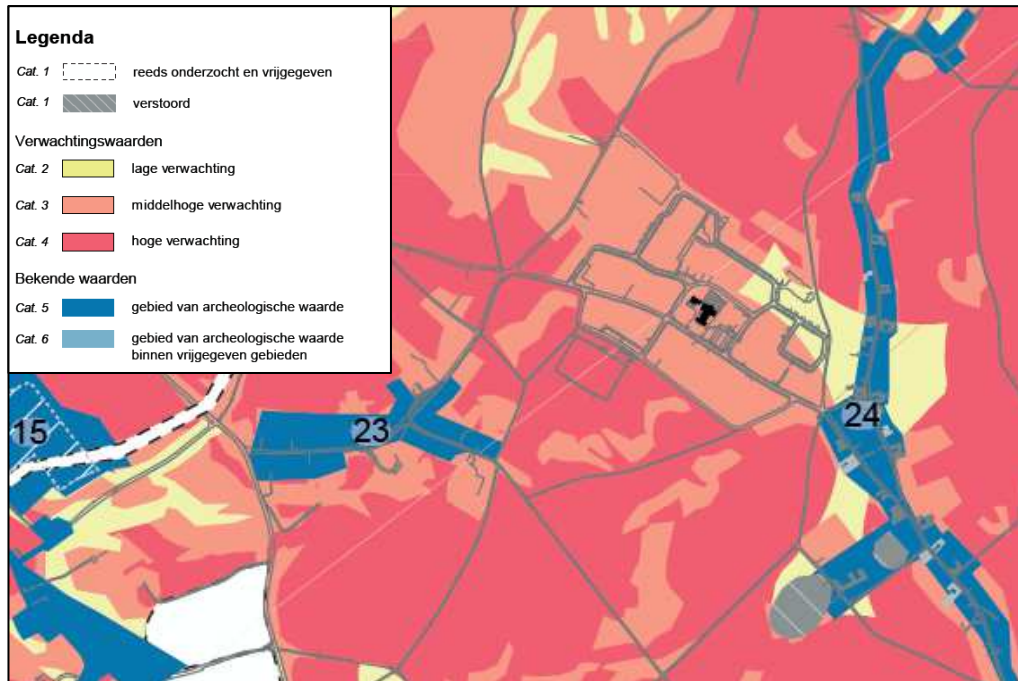 Legenda
Cat. 1 reeds onderzocht en vrijgegeven
Cat. 1 verstoord
Verwachtingswaarden
Cat. 2 lage verwachting
Cat. 3 middelhoge verwachting
Cat. 4 hoge verwachting
Bekende waarden
Cat. 5 gebied van archeologische waarde
Cat. 6 gebied van archeologische waarde
binnen vrijgegeven gebieden
15
23
24